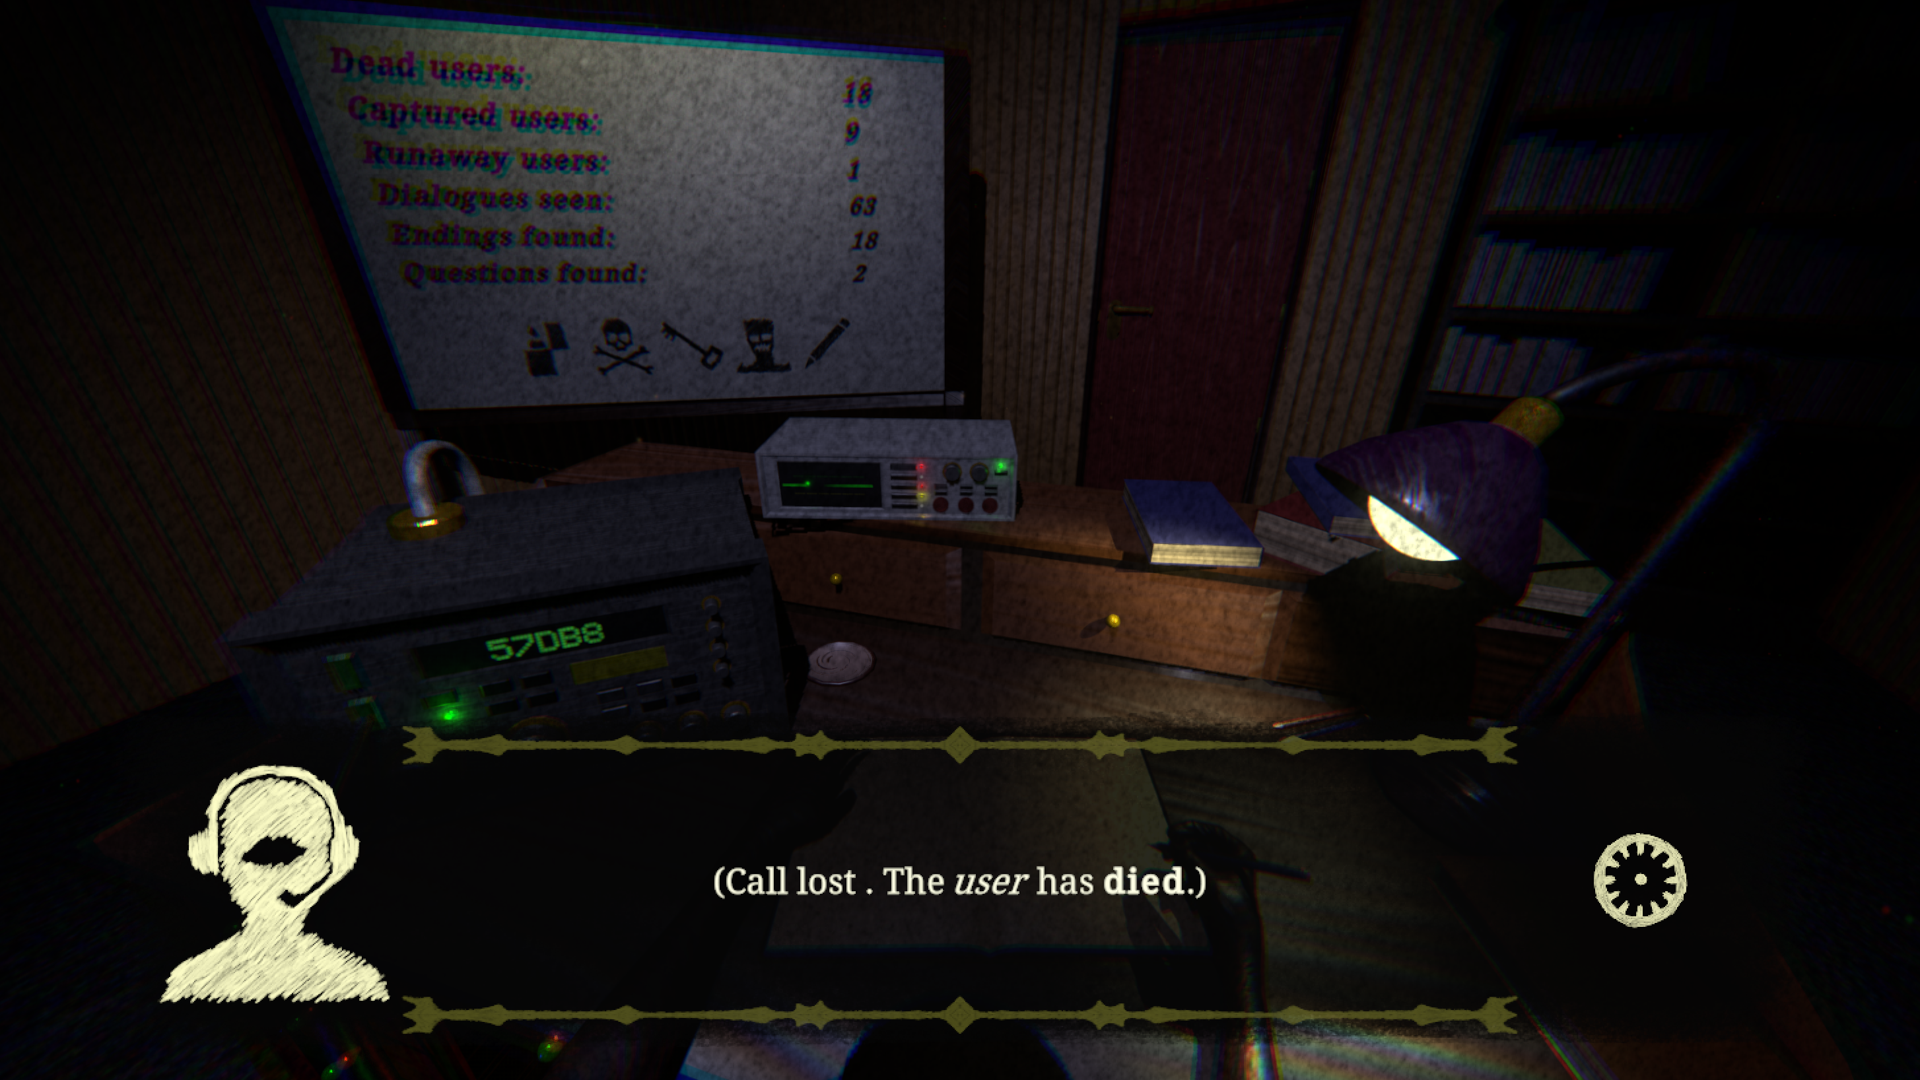 Dead users: 18
Captured users: 9
Runaway users: 1
Dialogues seen: 63
Endings found: 18
Questions found: 2
57DB8
(Call lost . The user has died.)